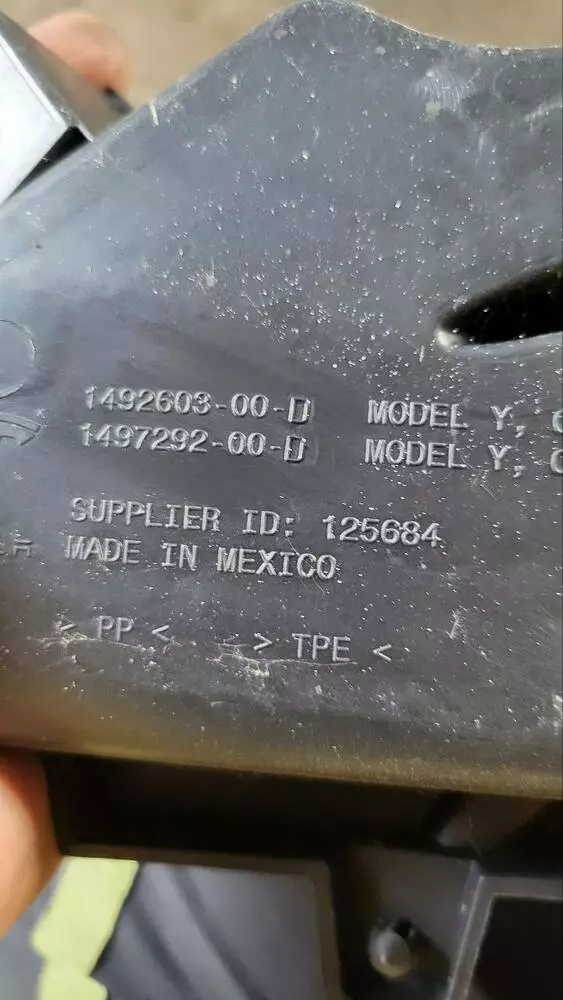 1492603-00-D MODEL Y,
1497292-00-D MODEL Y,
SUPPLIER ID: 125684
MADE IN MEXICO
> PP < > TPE <